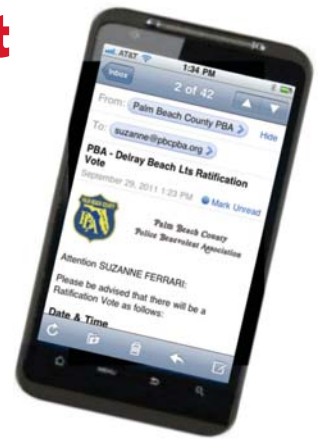 t
AT&T 1:34 PM
Inbox 2 of 42
From: Palm Beach County PBA > Hide
To: suzanne@pbcpba.org >
PBA - Delray Beach Lts Ratification
Vote
September 29, 2011 1:23 PM Mark Unread
PBA
Palm Beach County
Police Benevolent Association
Attention SUZANNE FERRARI:
Please be advised that there will be a
Ratification Vote as follows:
Date & Time
MENU